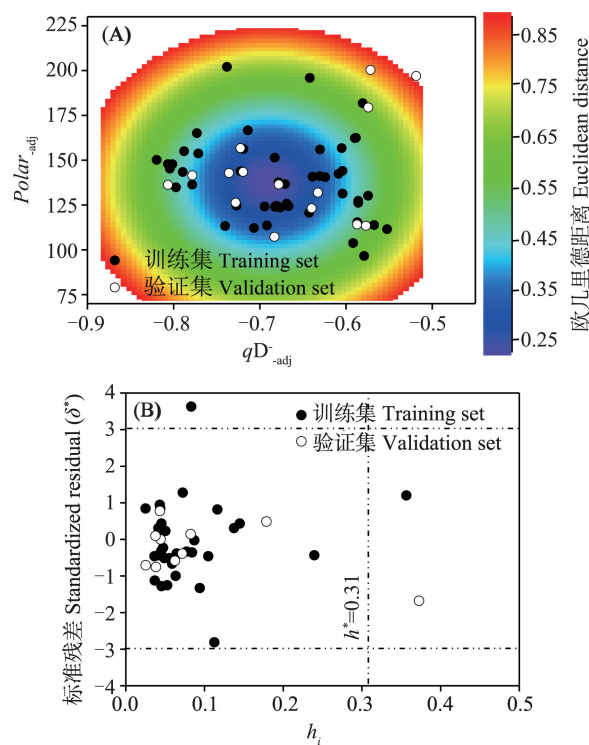 (A)
225
200
175
150
125
100
75
Polar-adj
训练集 Training set
验证集 Validation set
−0.9 −0.8 −0.7 −0.6 −0.5
qD⁻-adj
0.85
0.75
0.65
0.55
0.45
0.35
0.25
欧几里德距离 Euclidean distance
(B)
4
3
2
1
0
−1
−2
−3
−4
标准残差 Standardized residual (δ*)
训练集 Training set
验证集 Validation set
h*=0.31
0.0 0.1 0.2 0.3 0.4 0.5
hi